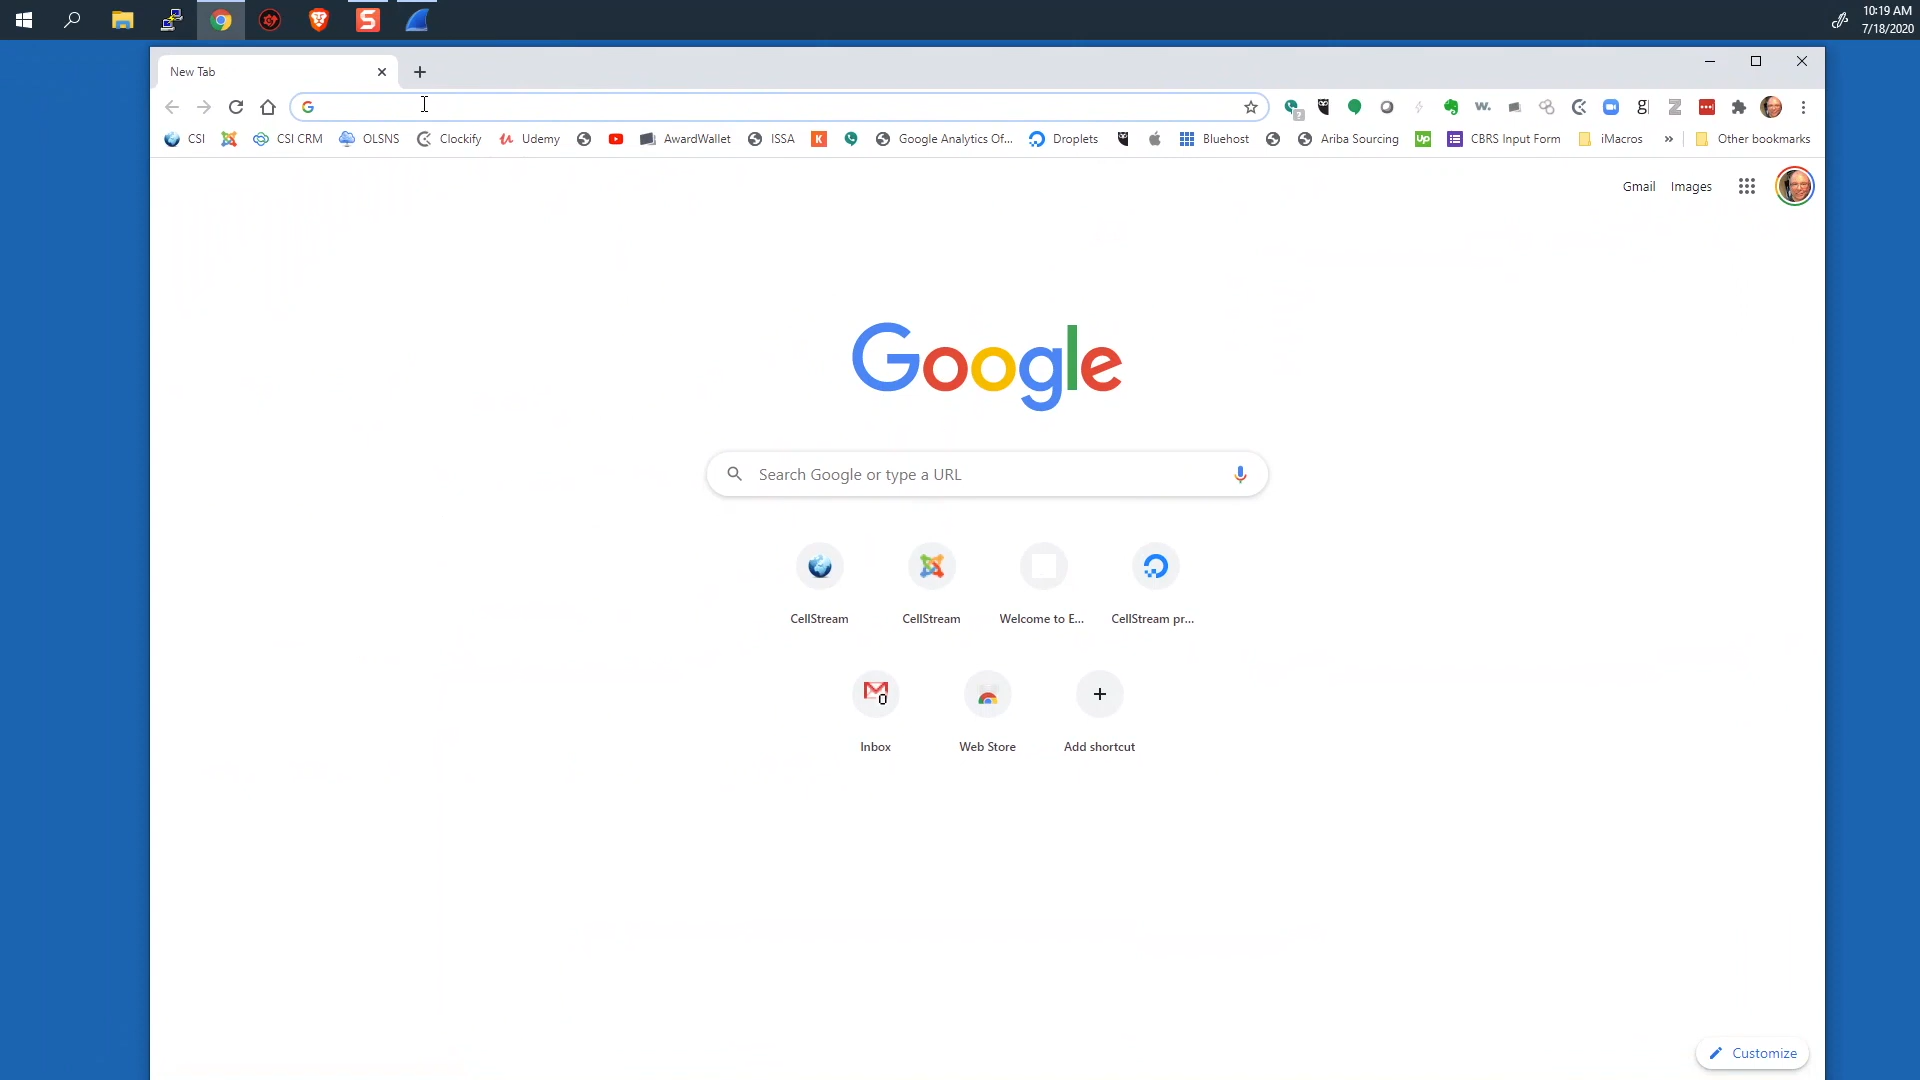 10:19 AM
7/18/2020
New Tab
CSI
CSI CRM
OLSNS
Clockify
Udemy
AwardWallet
ISSA
K
Google Analytics Of...
Droplets
Bluehost
Ariba Sourcing
up
CBRS Input Form
iMacros
»
Other bookmarks
Gmail
Images
Google
Search Google or type a URL
CellStream
CellStream
Welcome to E...
CellStream pr...
0
Inbox
Web Store
Add shortcut
Customize